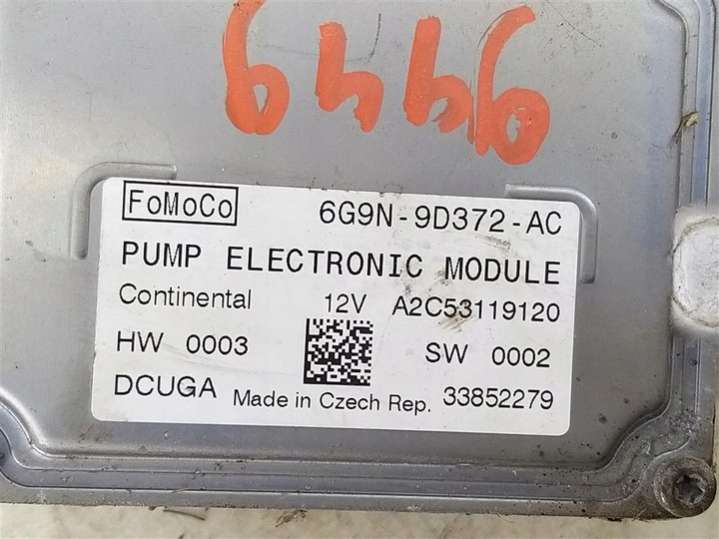 FoMoCo 6G9N-9D372-AC
PUMP ELECTRONIC MODULE
Continental 12V A2C53119120
HW 0003 SW 0002
DCUGA Made in Czech Rep. 33852279